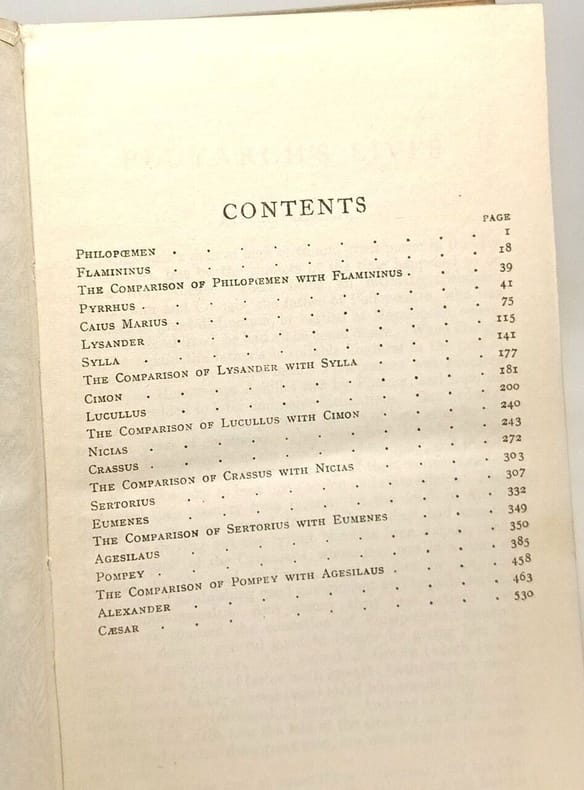 CONTENTS
PAGE
PHILOPŒMEN . . . . . . . . . 1
FLAMININUS . . . . . . . . . 18
THE COMPARISON OF PHILOPŒMEN WITH FLAMININUS . . . 39
PYRRHUS . . . . . . . . . . 41
CAIUS MARIUS . . . . . . . . . 75
LYSANDER . . . . . . . . . 115
SYLLA . . . . . . . . . . 141
THE COMPARISON OF LYSANDER WITH SYLLA . . . . 177
CIMON . . . . . . . . . . 181
LUCULLUS . . . . . . . . . 200
THE COMPARISON OF LUCULLUS WITH CIMON . . . . 240
NICIAS . . . . . . . . . . 243
CRASSUS . . . . . . . . . . 272
THE COMPARISON OF CRASSUS WITH NICIAS . . . . 303
SERTORIUS . . . . . . . . . 307
EUMENES . . . . . . . . . 332
THE COMPARISON OF SERTORIUS WITH EUMENES . . . 349
AGESILAUS . . . . . . . . . 350
POMPEY . . . . . . . . . . 385
THE COMPARISON OF POMPEY WITH AGESILAUS . . . . 458
ALEXANDER . . . . . . . . . 463
CÆSAR . . . . . . . . . . 530